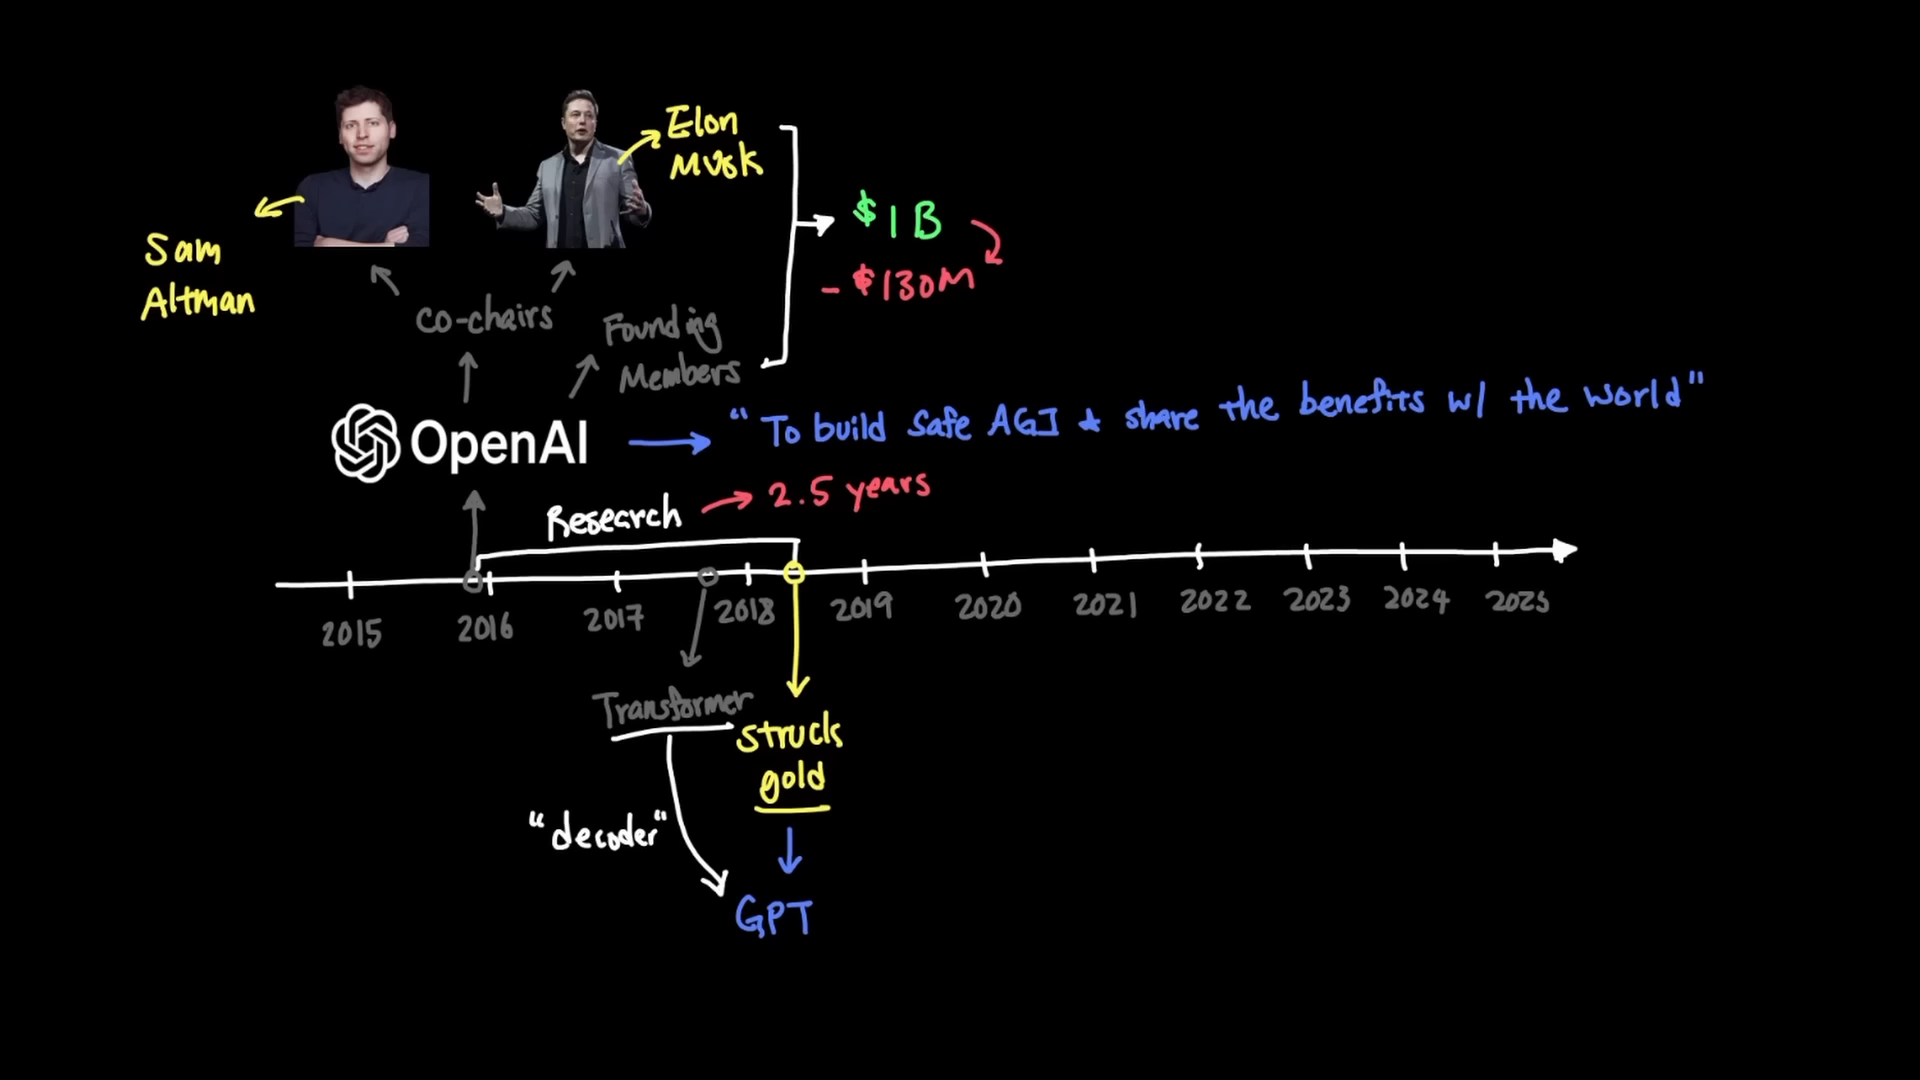 Elon
Musk
Sam
Altman
$1B
- $130M
co-chairs
Founding
Members
OpenAI
"To build safe AGI & share the benefits w/ the world"
Research
2.5 years
2015
2016
2017
2018
2019
2020
2021
2022
2023
2024
2025
Transformer
struck
gold
"decoder"
GPT